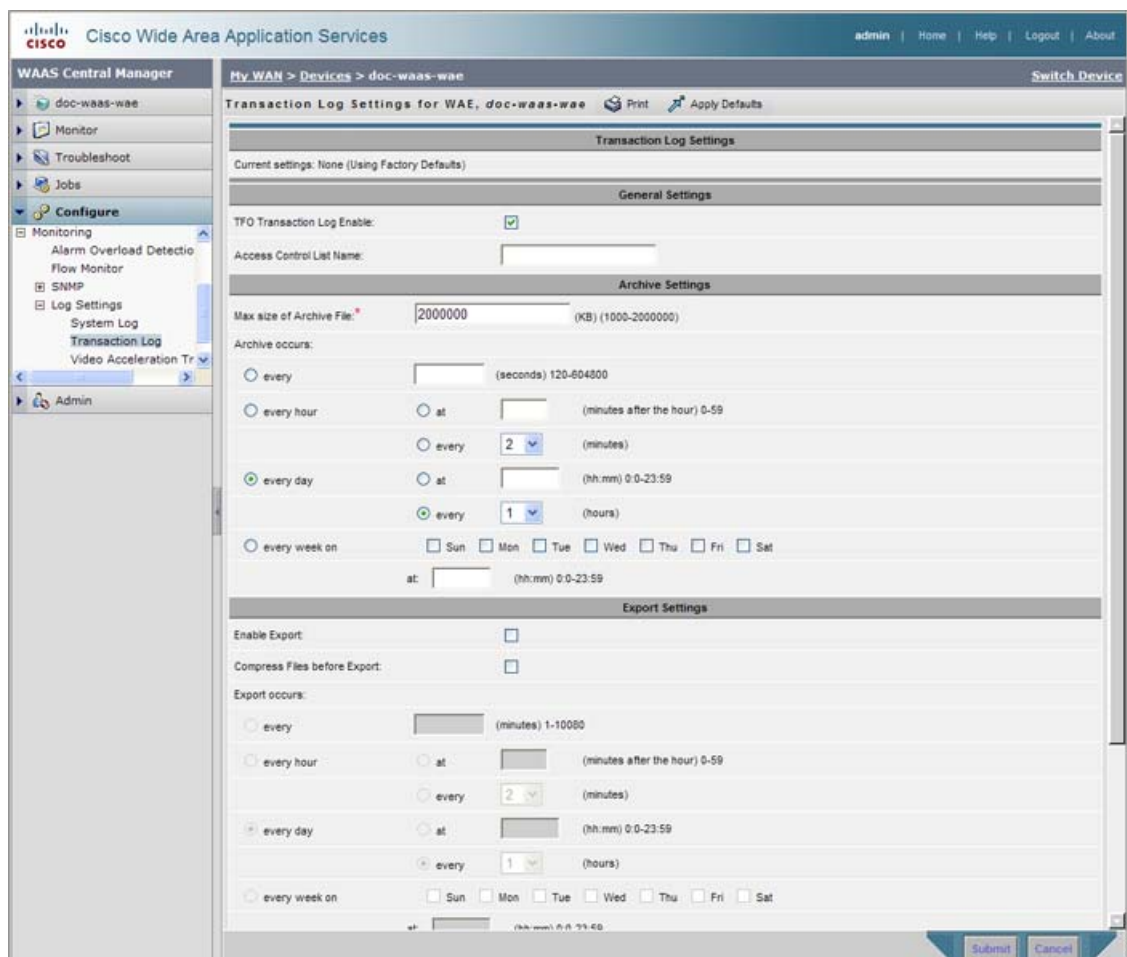 CISCO Cisco Wide Area Application Services admin | Home | Help | Logout | About
WAAS Central Manager
doc-waas-wae
Monitor
Troubleshoot
Jobs
Configure
Monitoring
Alarm Overload Detectio
Flow Monitor
SNMP
Log Settings
System Log
Transaction Log
Video Acceleration Tr
Admin
My WAN > Devices > doc-waas-wae Switch Device
Transaction Log Settings for WAE, doc-waas-wae Print Apply Defaults
Transaction Log Settings
Current settings: None (Using Factory Defaults)
General Settings
TFO Transaction Log Enable:
Access Control List Name:
Archive Settings
Max size of Archive File:* 2000000 (KB) (1000-2000000)
Archive occurs:
every (seconds) 120-604800
every hour at (minutes after the hour) 0-59
every 2 (minutes)
every day at (hh:mm) 0:0-23:59
every 1 (hours)
every week on Sun Mon Tue Wed Thu Fri Sat
at: (hh:mm) 0:0-23:59
Export Settings
Enable Export:
Compress Files before Export:
Export occurs:
every (minutes) 1-10080
every hour at (minutes after the hour) 0-59
every 2 (minutes)
every day at (hh:mm) 0:0-23:59
every 1 (hours)
every week on Sun Mon Tue Wed Thu Fri Sat
at: (hh:mm) 0:0-23:59
Submit Cancel